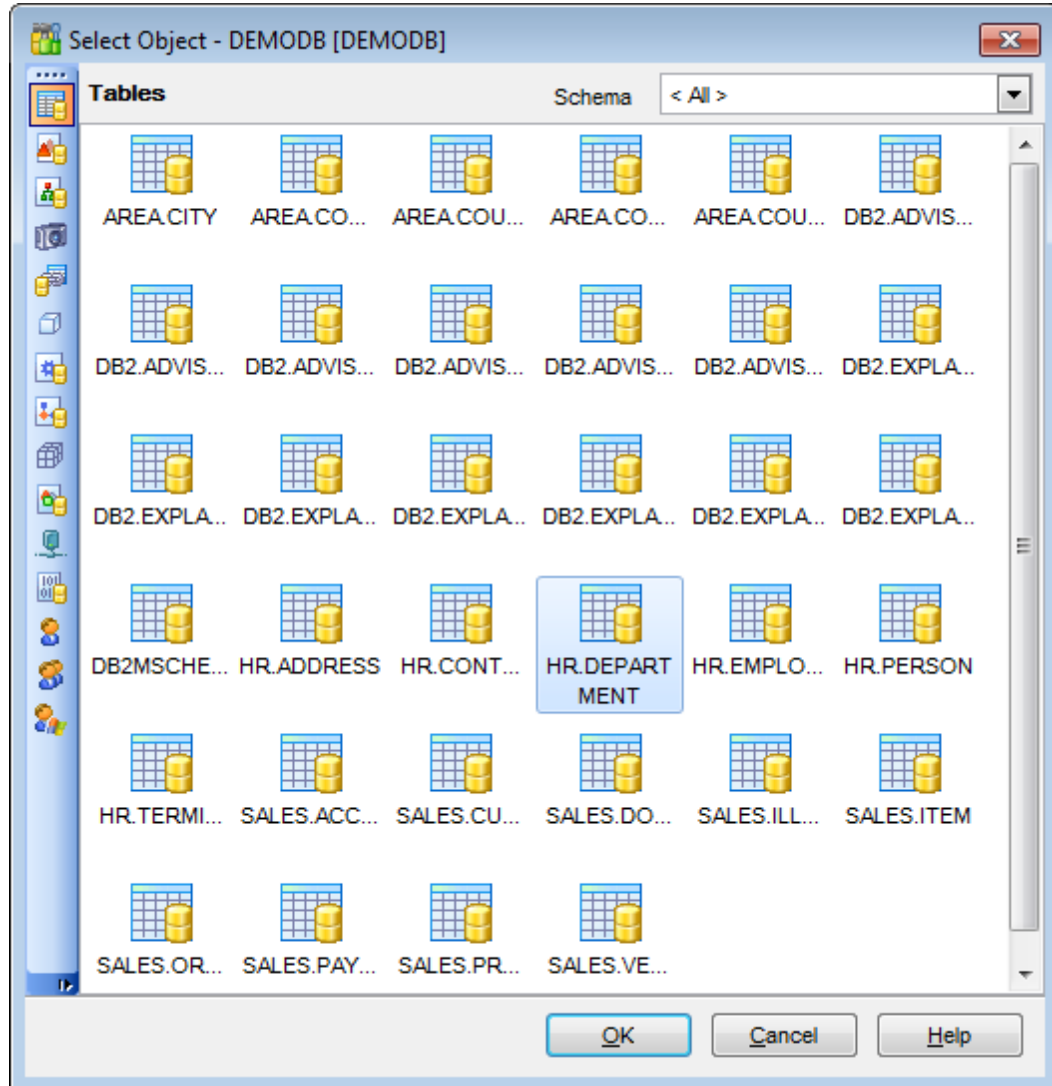 Select Object - DEMODB [DEMODB]
Tables Schema < All >
AREA.CITY AREA.CO... AREA.COU... AREA.CO... AREA.COU... DB2.ADVIS...
DB2.ADVIS... DB2.ADVIS... DB2.ADVIS... DB2.ADVIS... DB2.ADVIS... DB2.EXPLA...
DB2.EXPLA... DB2.EXPLA... DB2.EXPLA... DB2.EXPLA... DB2.EXPLA... DB2.EXPLA...
DB2MSCHE... HR.ADDRESS HR.CONT... HR.DEPART HR.EMPLO... HR.PERSON
MENT
HR.TERMI... SALES.ACC... SALES.CU... SALES.DO... SALES.ILL... SALES.ITEM
SALES.OR... SALES.PAY... SALES.PR... SALES.VE...
OK Cancel Help